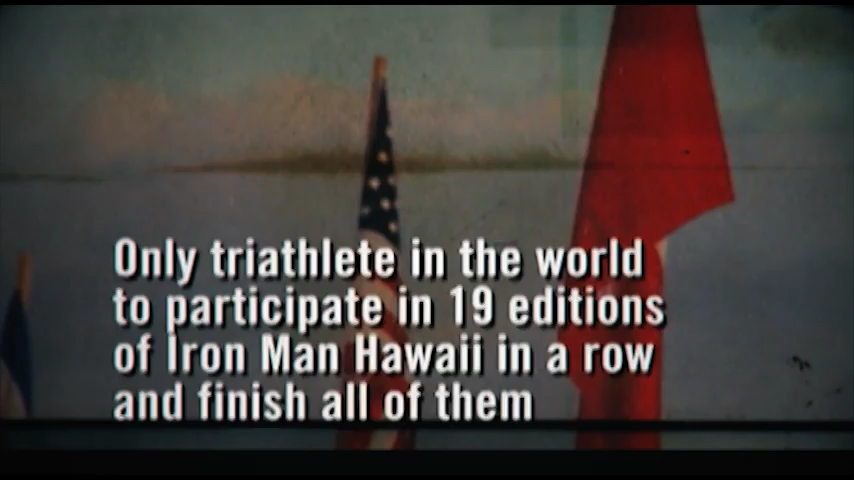 Only triathlete in the world
to participate in 19 editions
of Iron Man Hawaii in a row
and finish all of them